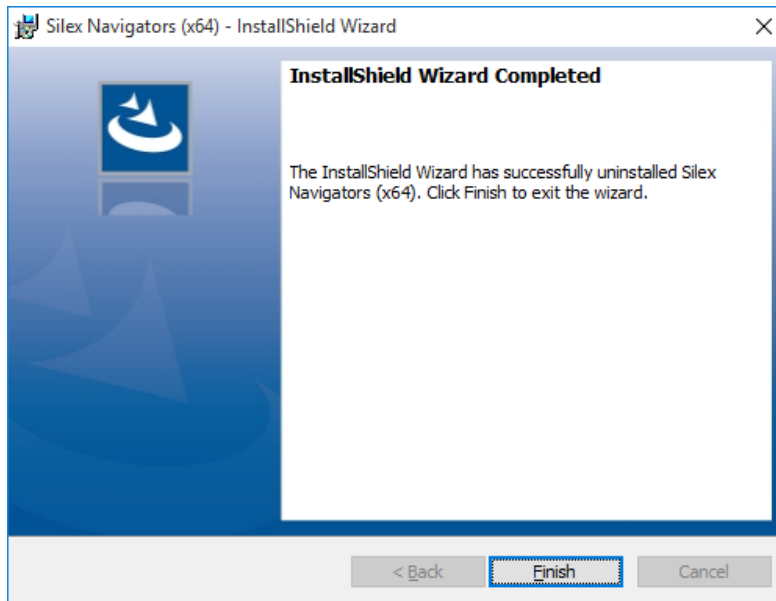 Silex Navigators (x64) - InstallShield Wizard
InstallShield Wizard Completed
The InstallShield Wizard has successfully uninstalled Silex
Navigators (x64). Click Finish to exit the wizard.
< Back
Finish
Cancel